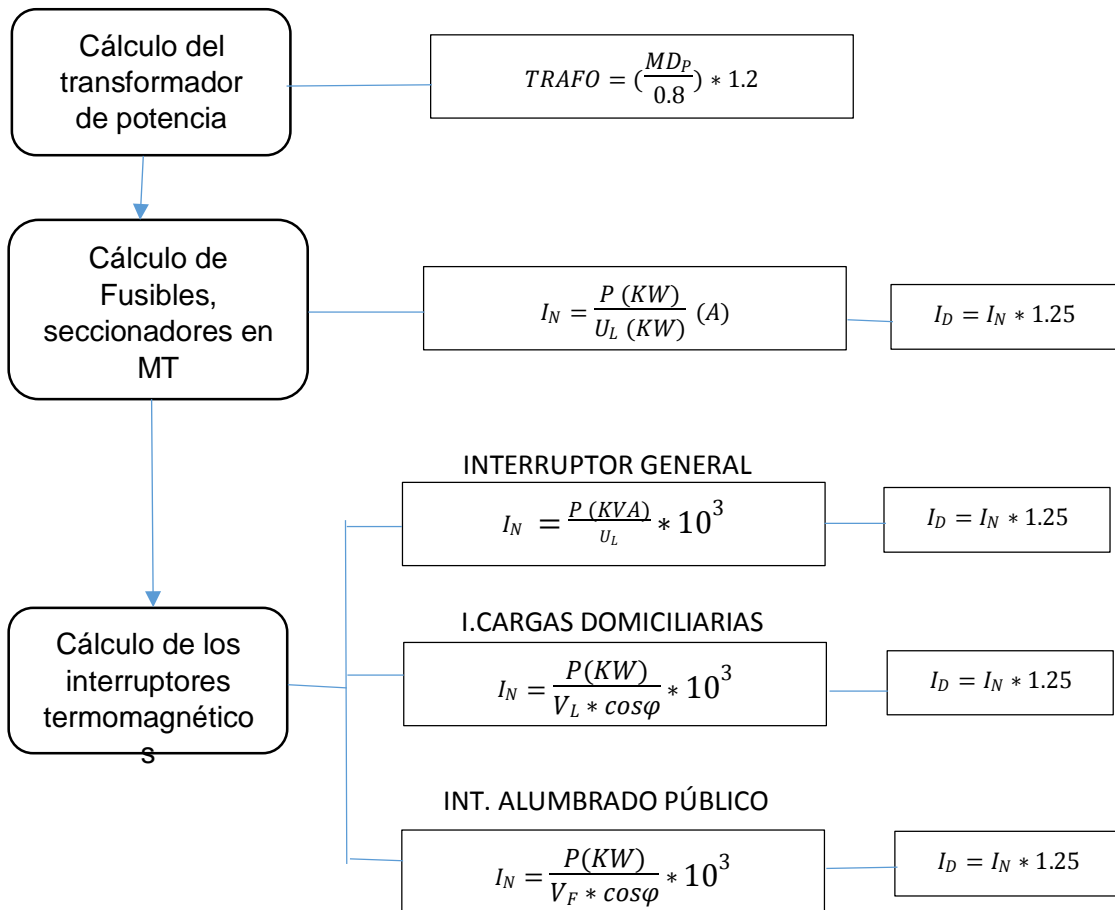 Cálculo del
transformador
de potencia
TRAFO = (MD_P / 0.8) * 1.2
Cálculo de
Fusibles,
seccionadores en
MT
I_N = P (KW) / U_L (KW) (A)
I_D = I_N * 1.25
Cálculo de los
interruptores
termomagnético
s
INTERRUPTOR GENERAL
I_N = P (KVA) / U_L * 10^3
I_D = I_N * 1.25
I.CARGAS DOMICILIARIAS
I_N = P(KW) / V_L * cosφ * 10^3
I_D = I_N * 1.25
INT. ALUMBRADO PÚBLICO
I_N = P(KW) / V_F * cosφ * 10^3
I_D = I_N * 1.25